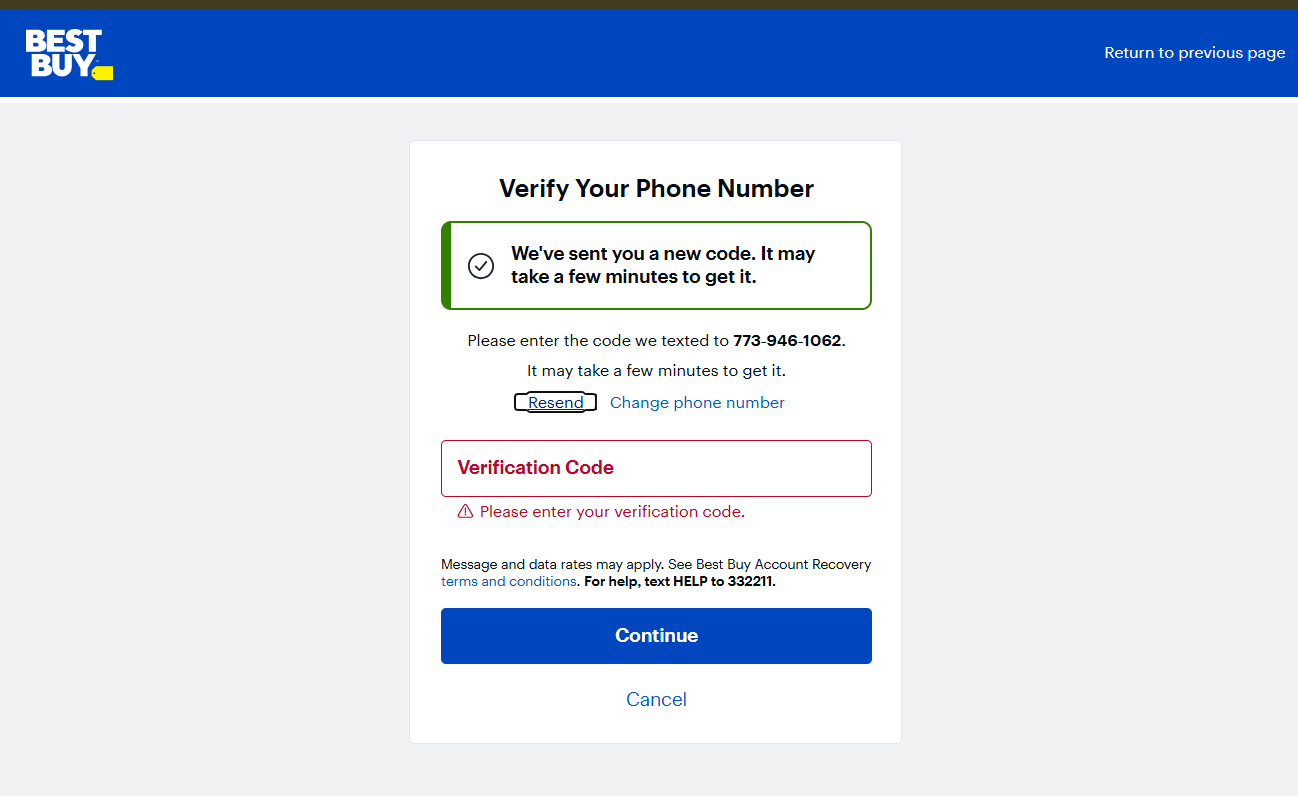 BEST
BUY
Return to previous page
Verify Your Phone Number
We've sent you a new code. It may
take a few minutes to get it.
Please enter the code we texted to 773-946-1062.
It may take a few minutes to get it.
Resend Change phone number
Verification Code
Please enter your verification code.
Message and data rates may apply. See Best Buy Account Recovery
terms and conditions. For help, text HELP to 332211.
Continue
Cancel